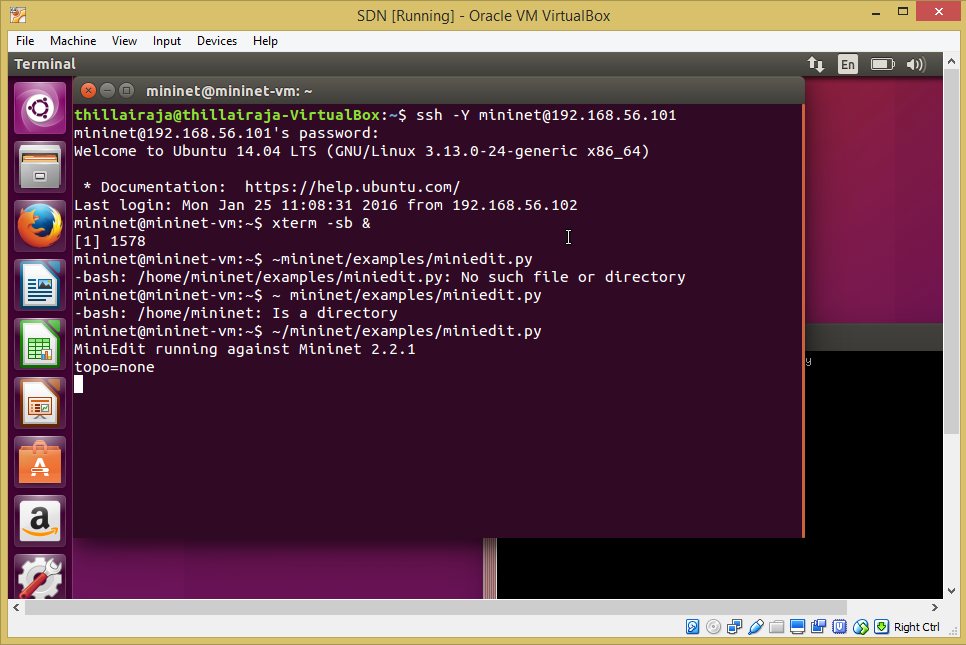 SDN [Running] - Oracle VM VirtualBox
File Machine View Input Devices Help
Terminal
En
mininet@mininet-vm: ~
thillairaja@thillairaja-VirtualBox:~$ ssh -Y mininet@192.168.56.101
mininet@192.168.56.101's password:
Welcome to Ubuntu 14.04 LTS (GNU/Linux 3.13.0-24-generic x86_64)
* Documentation:  https://help.ubuntu.com/
Last login: Mon Jan 25 11:08:31 2016 from 192.168.56.102
mininet@mininet-vm:~$ xterm -sb &
[1] 1578
mininet@mininet-vm:~$ ~mininet/examples/miniedit.py
-bash: /home/mininet/examples/miniedit.py: No such file or directory
mininet@mininet-vm:~$ ~ mininet/examples/miniedit.py
-bash: /home/mininet: Is a directory
mininet@mininet-vm:~$ ~/mininet/examples/miniedit.py
MiniEdit running against Mininet 2.2.1
y
topo=none
a
Right Ctrl